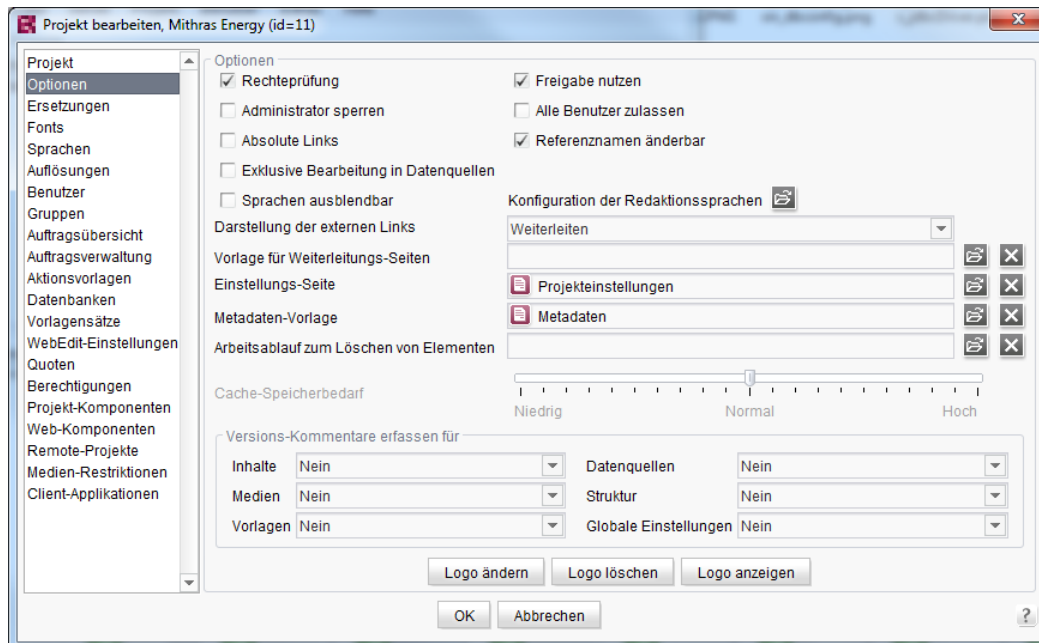 Projekt bearbeiten, Mithras Energy (id=11)
Projekt
Optionen
Ersetzungen
Fonts
Sprachen
Auflösungen
Benutzer
Gruppen
Auftragsübersicht
Auftragsverwaltung
Aktionsvorlagen
Datenbanken
Vorlagensätze
WebEdit-Einstellungen
Quoten
Berechtigungen
Projekt-Komponenten
Web-Komponenten
Remote-Projekte
Medien-Restriktionen
Client-Applikationen
Optionen
Rechteprüfung Freigabe nutzen
Administrator sperren Alle Benutzer zulassen
Absolute Links Referenznamen änderbar
Exklusive Bearbeitung in Datenquellen
Sprachen ausblendbar Konfiguration der Redaktionssprachen
Darstellung der externen Links Weiterleiten
Vorlage für Weiterleitungs-Seiten
Einstellungs-Seite Projekteinstellungen
Metadaten-Vorlage Metadaten
Arbeitsablauf zum Löschen von Elementen
Cache-Speicherbedarf
Niedrig Normal Hoch
Versions-Kommentare erfassen für
Inhalte Nein Datenquellen Nein
Medien Nein Struktur Nein
Vorlagen Nein Globale Einstellungen Nein
Logo ändern Logo löschen Logo anzeigen
OK Abbrechen ?